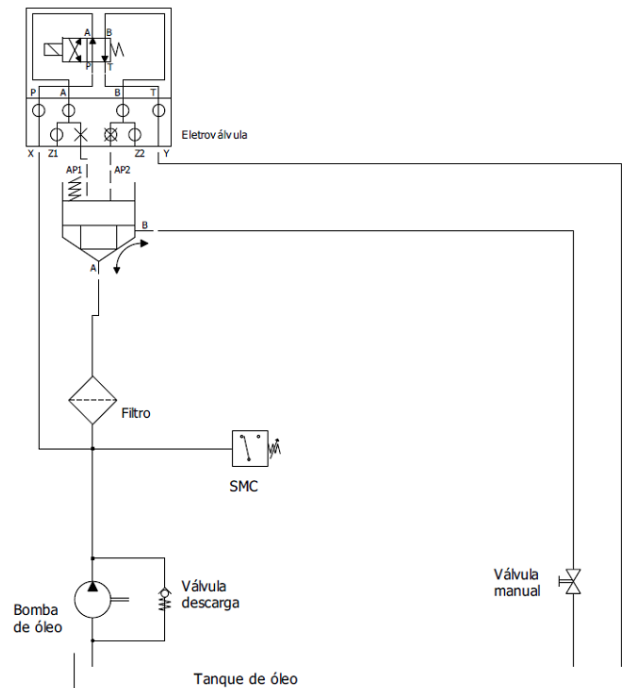 A B
P T
P A B T
Eletroválvula
X Z1 Z2 Y
AP1 AP2
B
A
Filtro
SMC
Válvula
descarga
Válvula
manual
Bomba
de óleo
Tanque de óleo